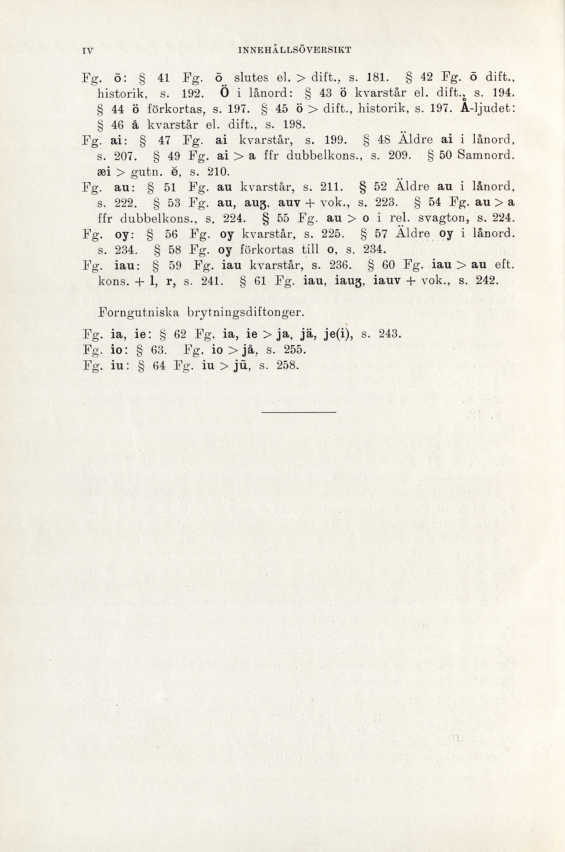 IV INNEHÅLLSÖVERSIKT
Fg. ö: § 41 Fg. ō slutes el. > dift., s. 181. § 42 Fg. ō dift.,
historik, s. 192. Ö i lånord: § 43 ö kvarstår el. dift., s. 194.
§ 44 ö förkortas, s. 197. § 45 ö > dift., historik, s. 197. Å-ljudet:
§ 46 å kvarstår el. dift., s. 198.
Fg. ai: § 47 Fg. ai kvarstår, s. 199. § 48 Äldre ai i lånord,
s. 207. § 49 Fg. ai > a ffr dubbelkons., s. 209. § 50 Samnord.
æi > gutn. ē, s. 210.
Fg. au: § 51 Fg. au kvarstår, s. 211. § 52 Äldre au i lånord,
s. 222. § 53 Fg. au, auʒ, auv + vok., s. 223. § 54 Fg. au > a
ffr dubbelkons., s. 224. § 55 Fg. au > o i rel. svagton, s. 224.
Fg. oy: § 56 Fg. oy kvarstår, s. 225. § 57 Äldre oy i lånord.
s. 234. § 58 Fg. oy förkortas till o, s. 234.
Fg. iau: § 59 Fg. iau kvarstår, s. 236. § 60 Fg. iau > au eft.
kons. + l, r, s. 241. § 61 Fg. iau, iauʒ, iauv + vok., s. 242.
Forngutniska brytningsdiftonger.
Fg. ia, ie: § 62 Fg. ia, ie > ja, jä, je(i), s. 243.
Fg. io: § 63. Fg. io > jå, s. 255.
Fg. iu: § 64 Fg. iu > jū, s. 258.